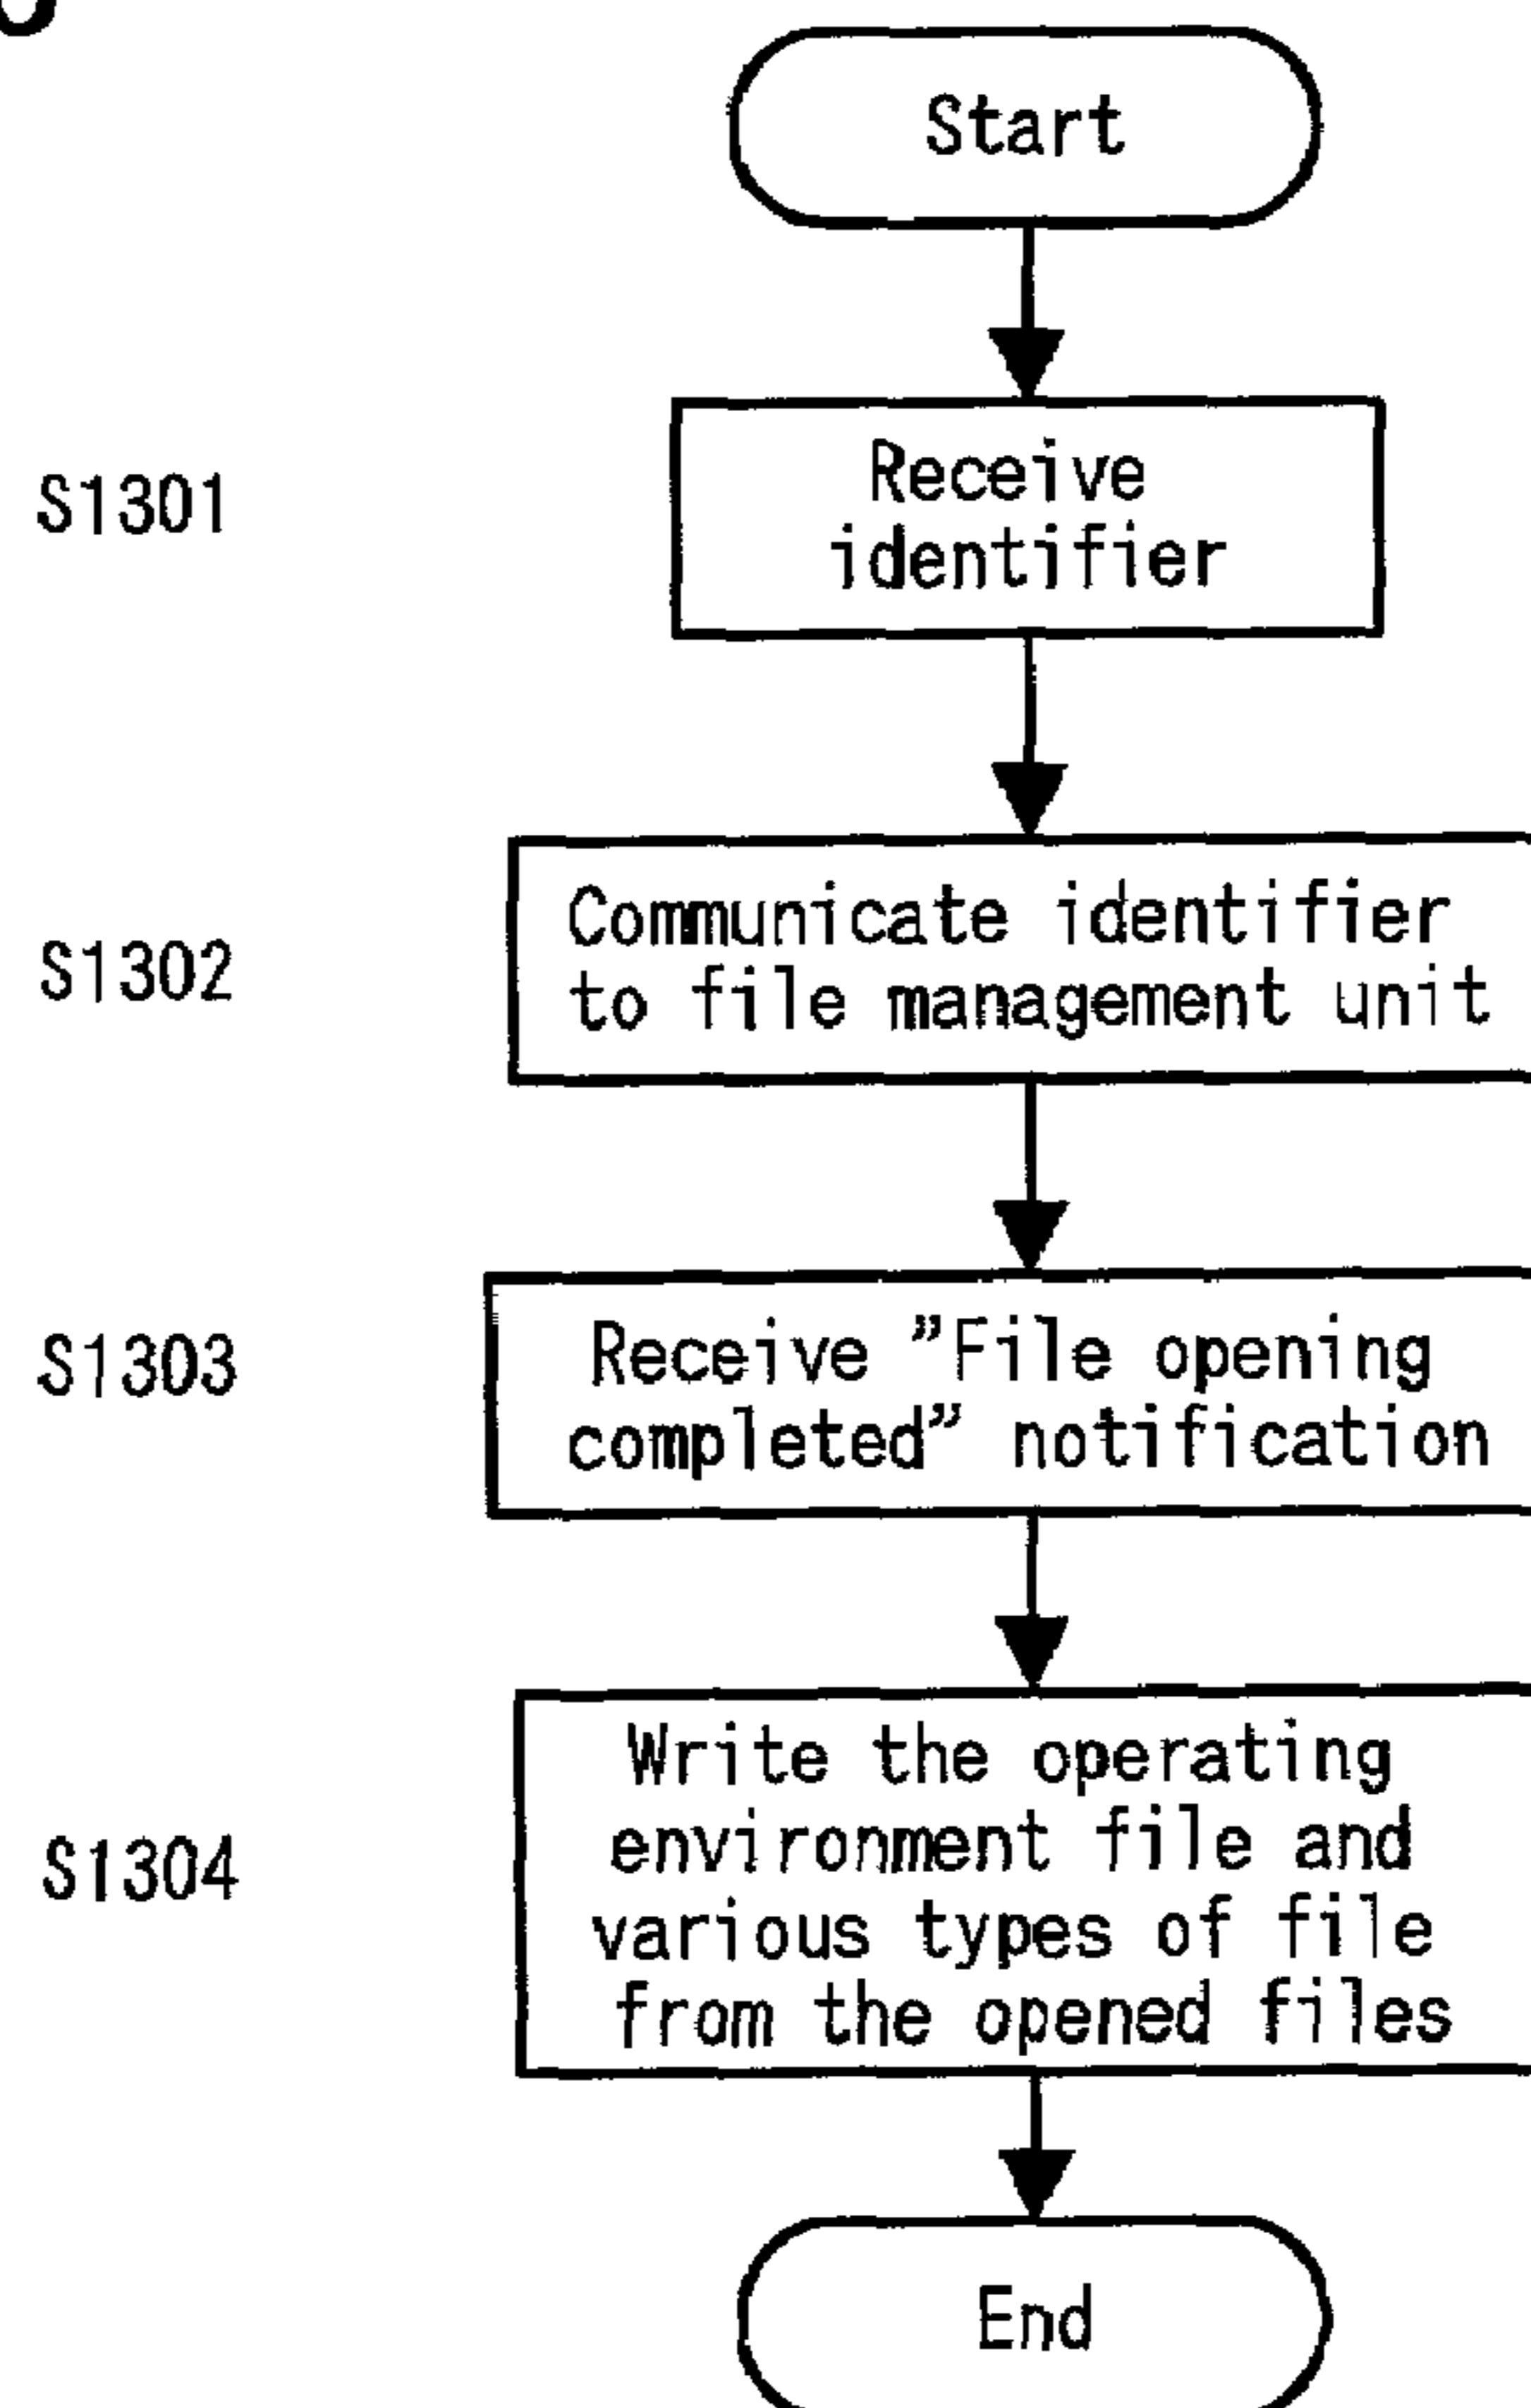 Start
S1301
Receive
identifier
S1302
Communicate identifier
to file management unit
S1303
Receive ”File opening
completed” notification
S1304
Write the operating
environment file and
various types of file
from the opened files
End